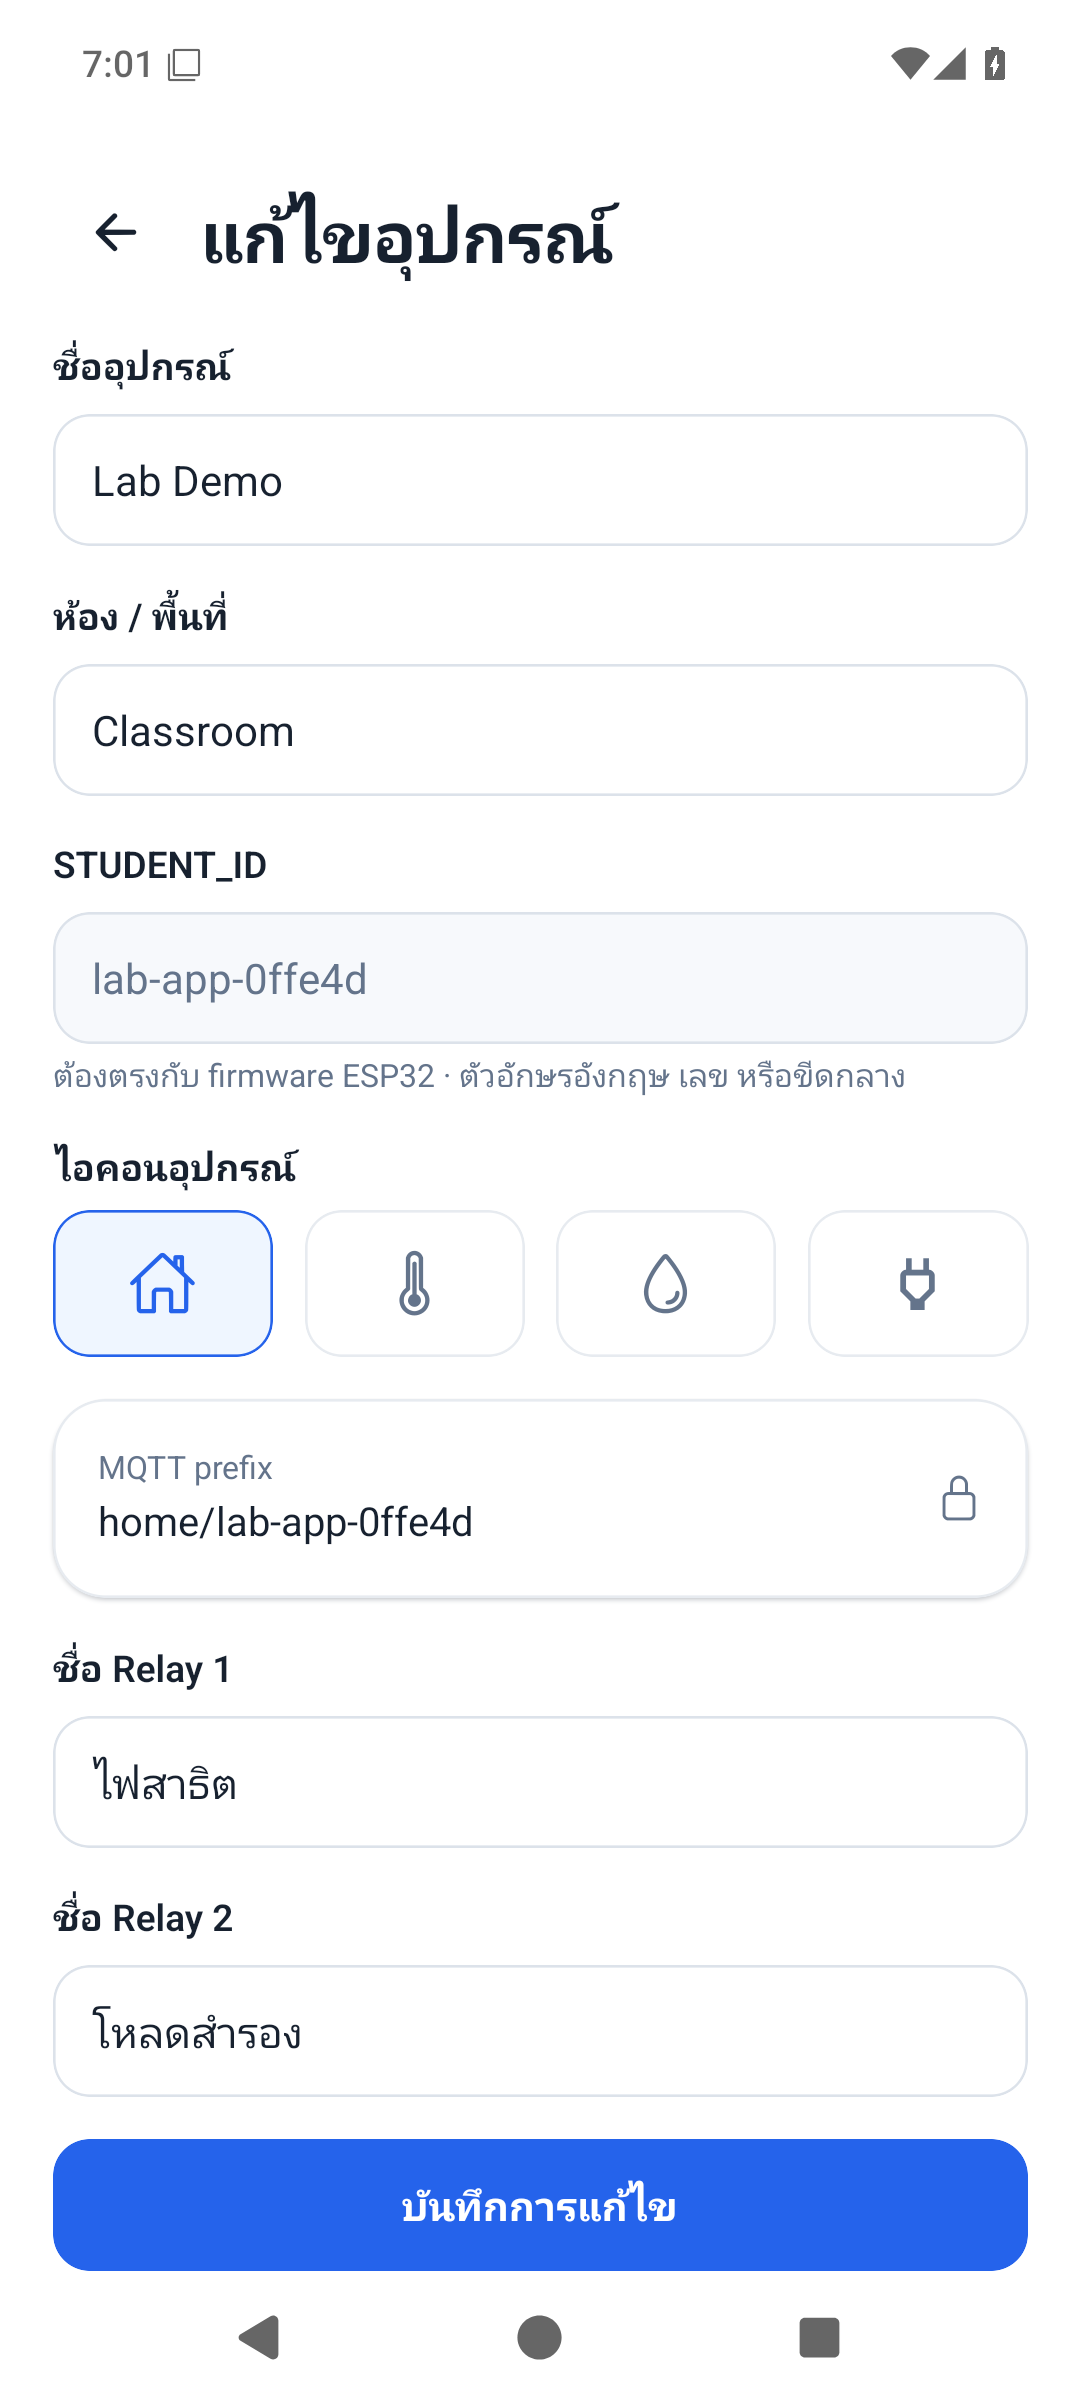 7:01
แก้ไขอุปกรณ์
ชื่ออุปกรณ์
Lab Demo
ห้อง / พื้นที่
Classroom
STUDENT_ID
lab-app-0ffe4d
ต้องตรงกับ firmware ESP32 · ตัวอักษรอังกฤษ เลข หรือขีดกลาง
ไอคอนอุปกรณ์
MQTT prefix
home/lab-app-0ffe4d
ชื่อ Relay 1
ไฟสาธิต
ชื่อ Relay 2
โหลดสำรอง
บันทึกการแก้ไข